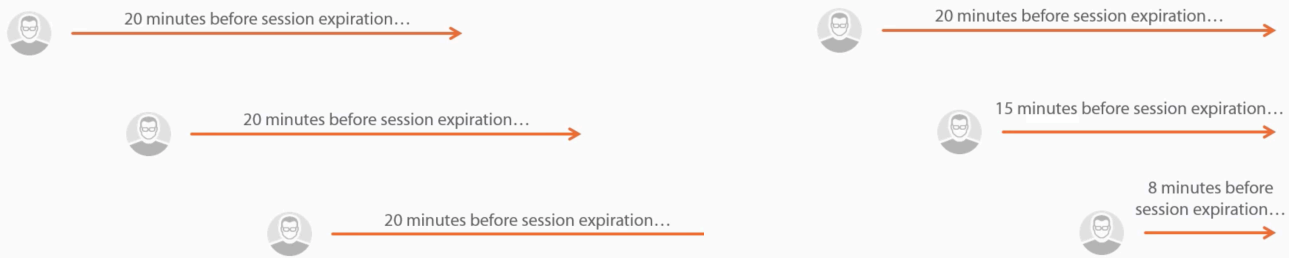 20 minutes before session expiration…
20 minutes before session expiration…
20 minutes before session expiration…
20 minutes before session expiration…
15 minutes before session expiration…
8 minutes before
session expiration…